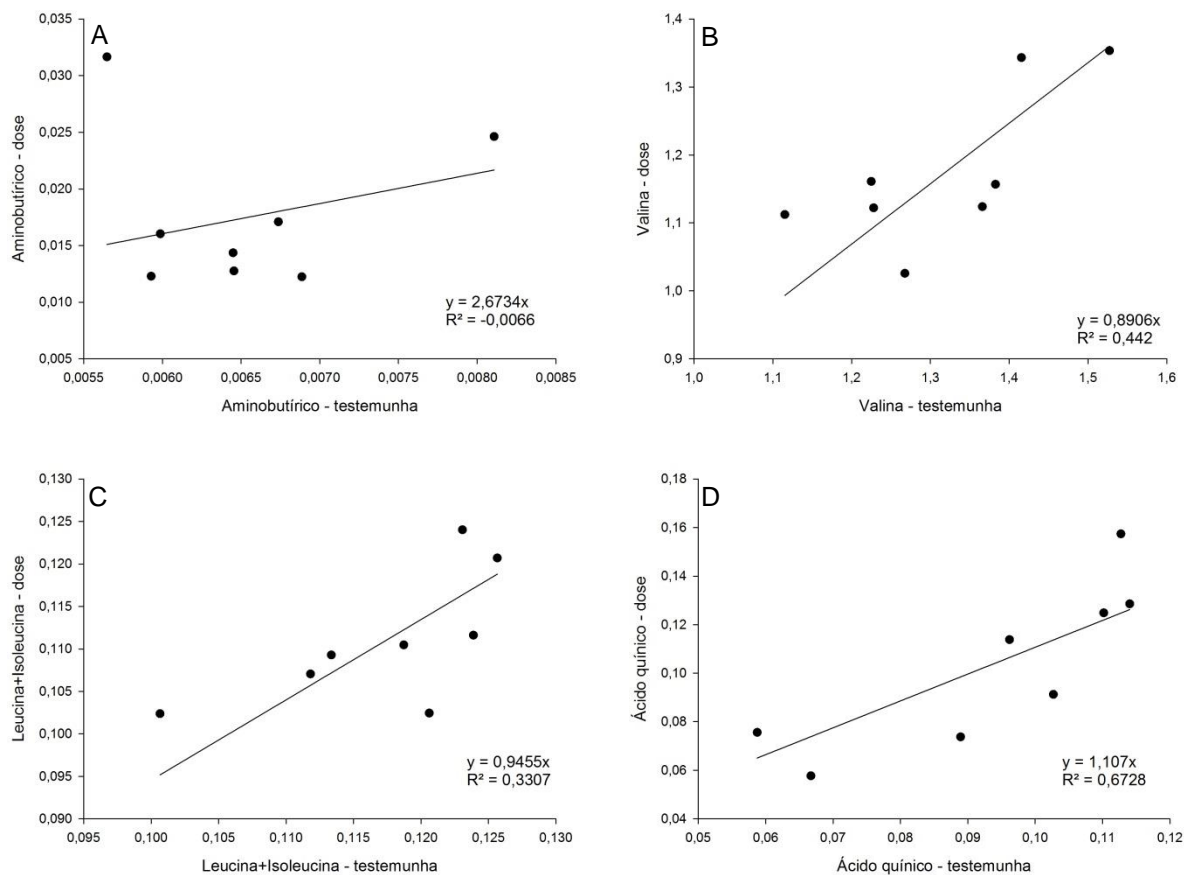 A
0,035
0,030
0,025
0,020
0,015
0,010
0,005
Aminobutírico - dose
y = 2,6734x
R² = -0,0066
0,0055 0,0060 0,0065 0,0070 0,0075 0,0080 0,0085
Aminobutírico - testemunha
B
1,4
1,3
1,2
1,1
1,0
0,9
Valina - dose
y = 0,8906x
R² = 0,442
1,0 1,1 1,2 1,3 1,4 1,5 1,6
Valina - testemunha
C
0,130
0,125
0,120
0,115
0,110
0,105
0,100
0,095
0,090
Leucina+Isoleucina - dose
y = 0,9455x
R² = 0,3307
0,095 0,100 0,105 0,110 0,115 0,120 0,125 0,130
Leucina+Isoleucina - testemunha
D
0,18
0,16
0,14
0,12
0,10
0,08
0,06
0,04
Ácido quínico - dose
y = 1,107x
R² = 0,6728
0,05 0,06 0,07 0,08 0,09 0,10 0,11 0,12
Ácido quínico - testemunha